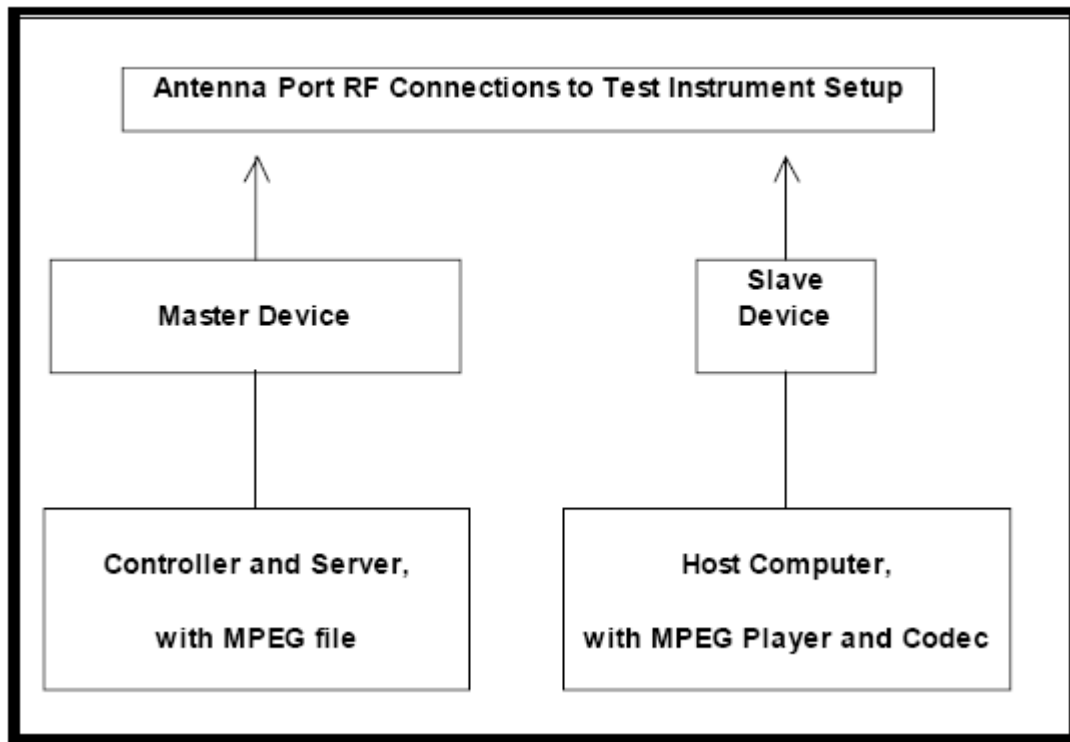 Antenna Port RF Connections to Test Instrument Setup
Master Device
Slave
Device
Controller and Server,
with MPEG file
Host Computer,
with MPEG Player and Codec